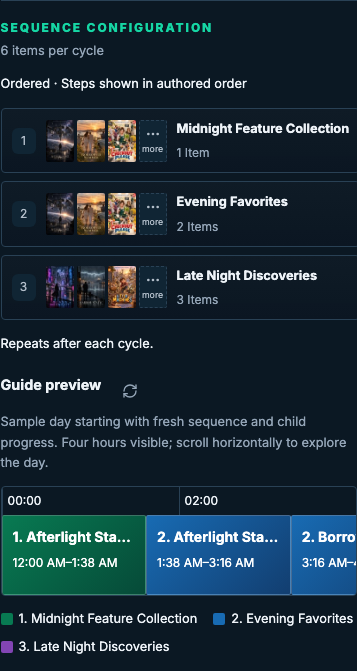 SEQUENCE CONFIGURATION
6 items per cycle
Ordered · Steps shown in authored order
1
...
more
Midnight Feature Collection
1 Item
2
...
more
Evening Favorites
2 Items
3
...
more
Late Night Discoveries
3 Items
Repeats after each cycle.
Guide preview
Sample day starting with fresh sequence and child
progress. Four hours visible; scroll horizontally to explore
the day.
00:00
02:00
1. Afterlight Sta...
2. Afterlight Sta...
2. Borro
12:00 AM–1:38 AM
1:38 AM–3:16 AM
3:16 AM–
1. Midnight Feature Collection
2. Evening Favorites
3. Late Night Discoveries